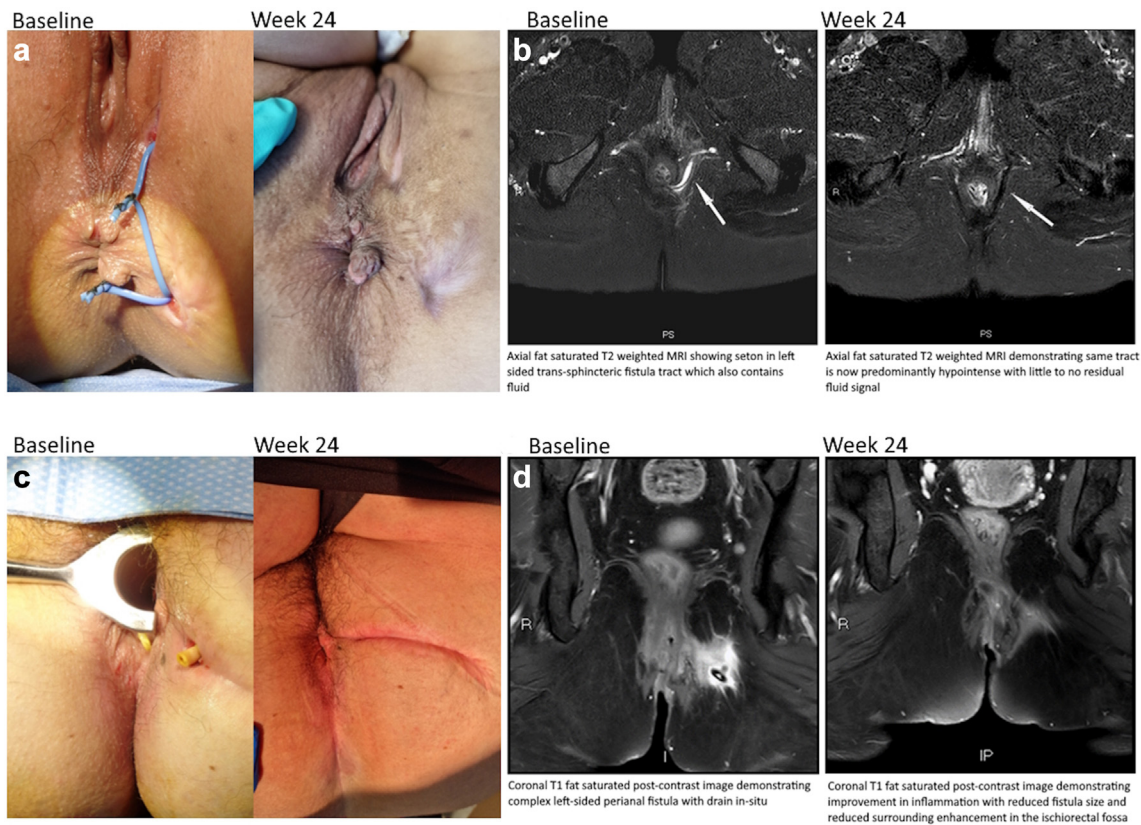 Baseline
Week 24
Baseline
Week 24
a
b
R
R
PS
PS
Axial fat saturated T2 weighted MRI showing seton in left
sided trans-sphincteric fistula tract which also contains
fluid
Axial fat saturated T2 weighted MRI demonstrating same tract
is now predominantly hypointense with little to no residual
fluid signal
Baseline
Week 24
Baseline
Week 24
c
d
R
R
I
IP
Coronal T1 fat saturated post-contrast image demonstrating
complex left-sided perianal fistula with drain in-situ
Coronal T1 fat saturated post-contrast image demonstrating
improvement in inflammation with reduced fistula size and
reduced surrounding enhancement in the ischiorectal fossa